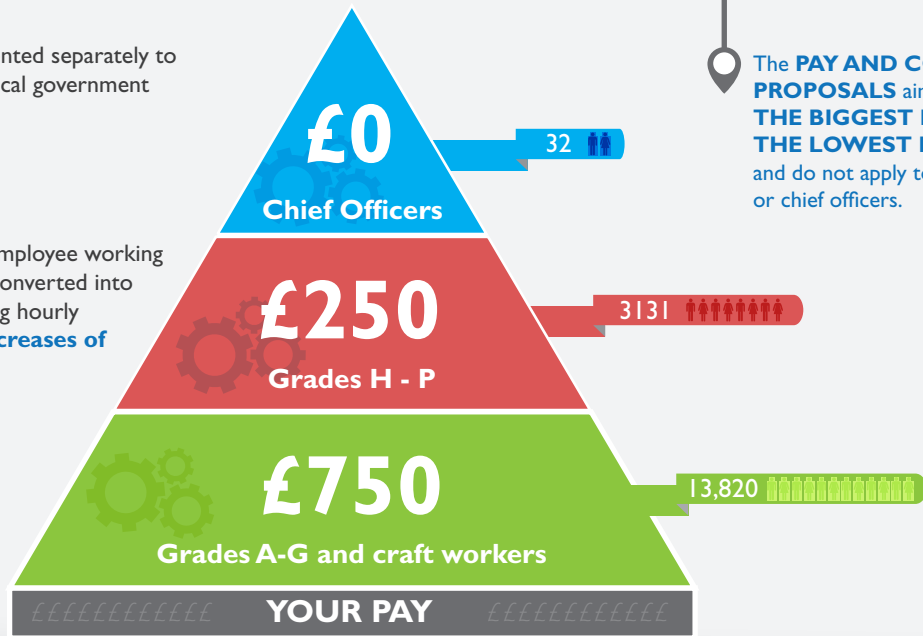 nted separately to
cal government
mployee working
onverted into
g hourly
creases of
£0
Chief Officers
32
£250
Grades H - P
3131
£750
Grades A-G and craft workers
13,820
££££££££££££ YOUR PAY ££££££££££££
The PAY AND C
PROPOSALS ai
THE BIGGEST
THE LOWEST
and do not apply t
or chief officers.